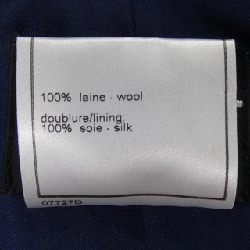 100% laine - wool
doublure/lining:
100% soie - silk